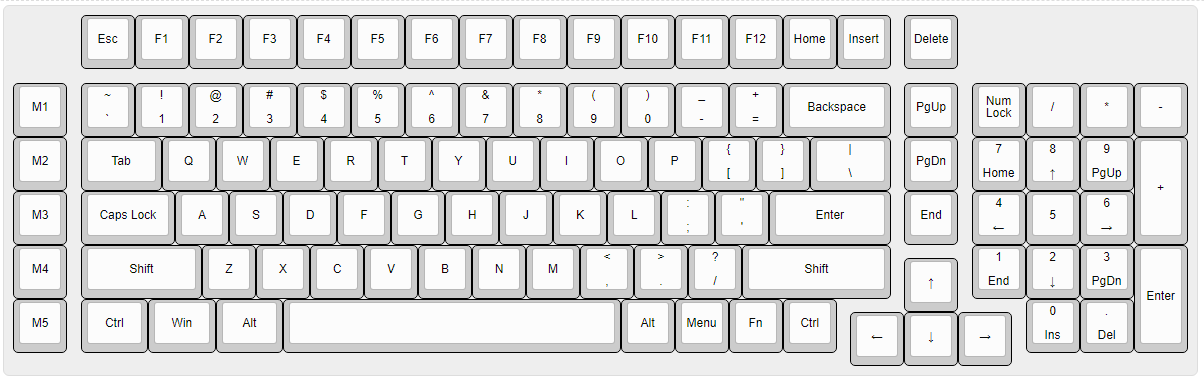 Esc F1 F2 F3 F4 F5 F6 F7 F8 F9 F10 F11 F12 Home Insert Delete
M1 ~ ! @ # $ % ^ & * ( ) _ + Backspace PgUp Num Lock / * -
` 1 2 3 4 5 6 7 8 9 0 - =
M2 Tab Q W E R T Y U I O P { } | PgDn 7 8 9 +
[ ] \ Home ↑ PgUp
M3 Caps Lock A S D F G H J K L : " Enter End 4 5 6
; ' ← →
M4 Shift Z X C V B N M < > ? Shift ↑ 1 2 3 Enter
, . / End ↓ PgDn
M5 Ctrl Win Alt Alt Menu Fn Ctrl ← ↓ → 0 .
Ins Del